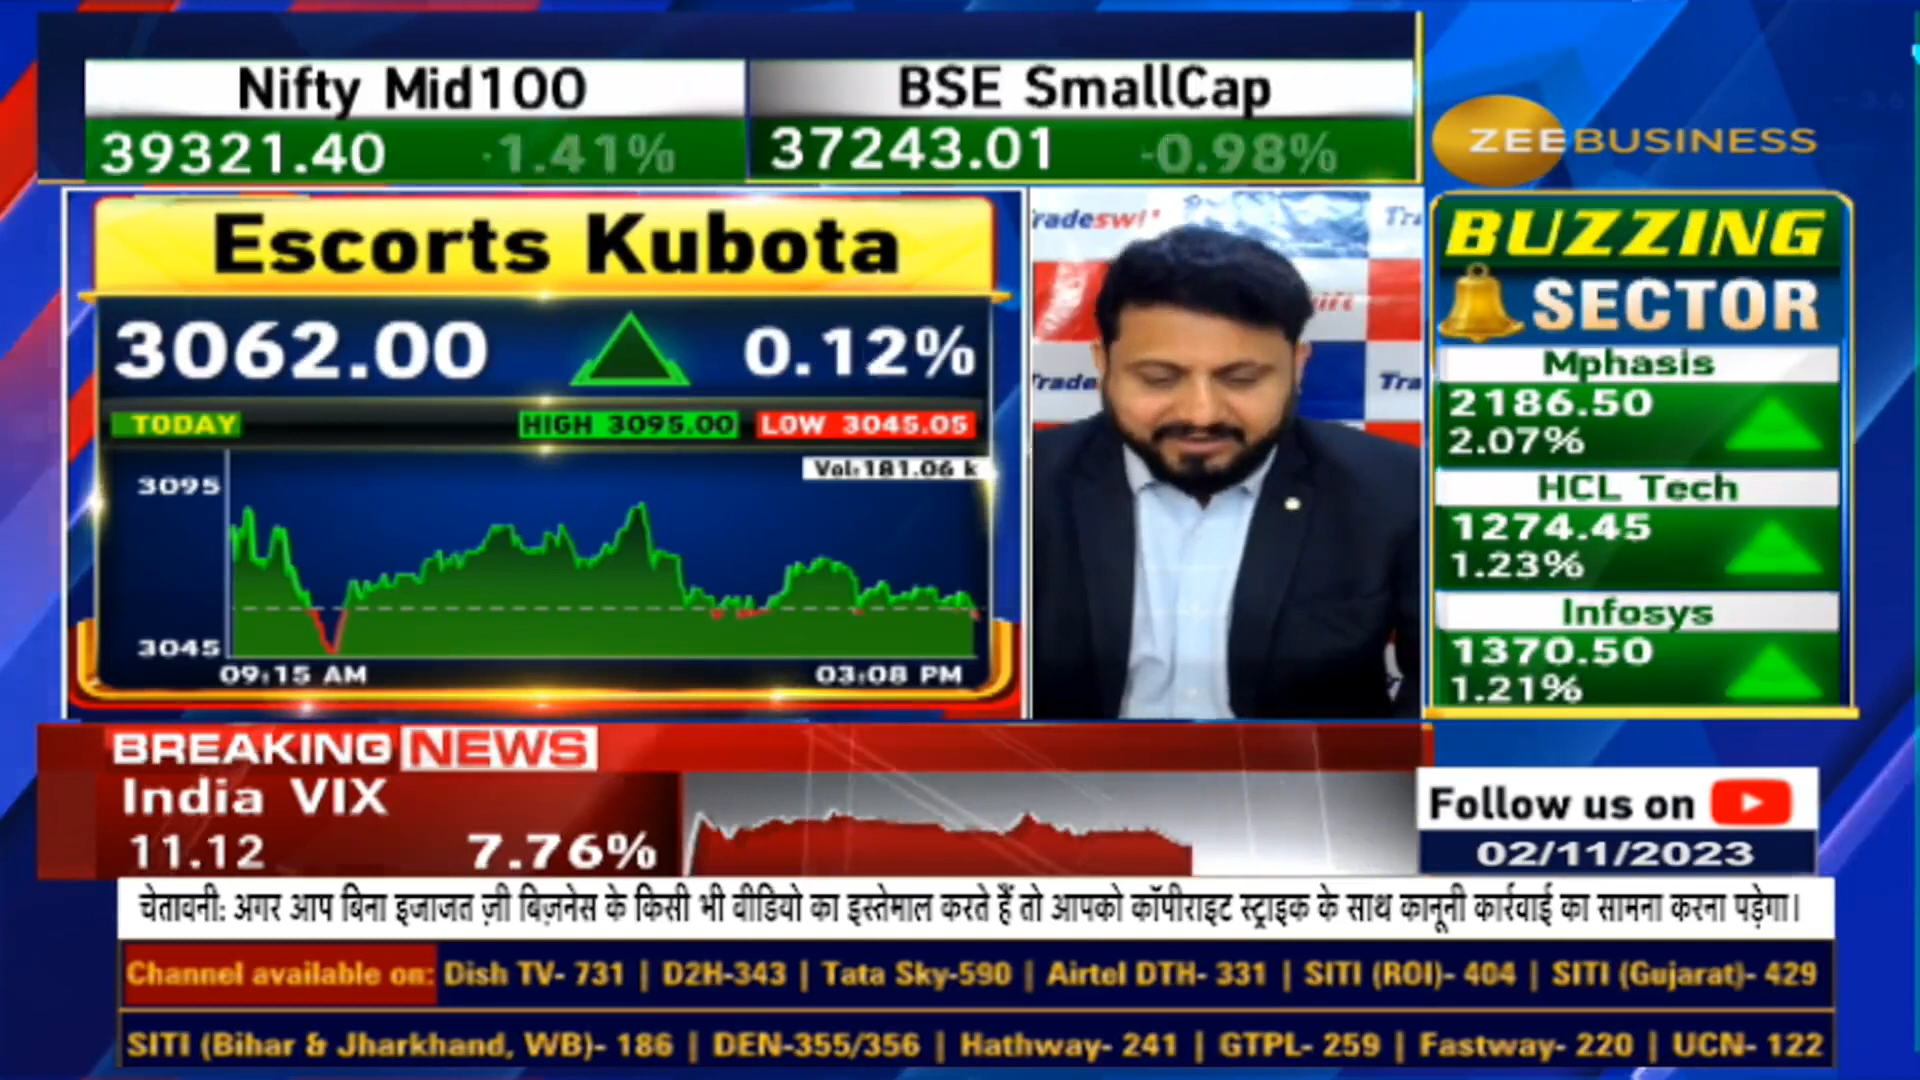 Nifty Mid100
BSE SmallCap
39321.40 -1.41%
37243.01 -0.98%
ZEEBUSINESS
Escorts Kubota
3062.00 0.12%
TODAY HIGH 3095.00 LOW 3045.05
Vol:181.06 k
3095
3045
09:15 AM 03:08 PM
Tradeswi
Trade
BUZZING
SECTOR
Mphasis
2186.50
2.07%
HCL Tech
1274.45
1.23%
Infosys
1370.50
1.21%
BREAKING NEWS
India VIX
11.12 7.76%
Follow us on
02/11/2023
चेतावनी: अगर आप बिना इजाजत ज़ी बिज़नेस के किसी भी वीडियो का इस्तेमाल करते हैं तो आपको कॉपीराइट स्ट्राइक के साथ कानूनी कार्रवाई का सामना करना पड़ेगा।
Channel available on: Dish TV- 731 | D2H-343 | Tata Sky-590 | Airtel DTH- 331 | SITI (ROI)- 404 | SITI (Gujarat)- 429
SITI (Bihar & Jharkhand, WB)- 186 | DEN-355/356 | Hathway- 241 | GTPL- 259 | Fastway- 220 | UCN- 122